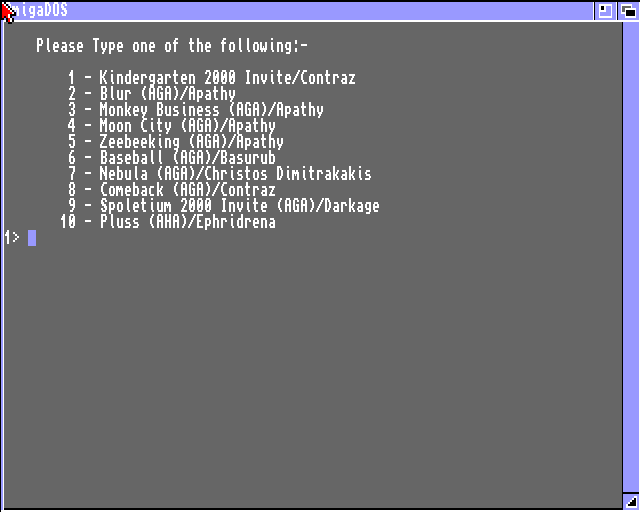 migaDOS
Please Type one of the following:-
1 - Kindergarten 2000 Invite/Contraz
2 - Blur (AGA)/Apathy
3 - Monkey Business (AGA)/Apathy
4 - Moon City (AGA)/Apathy
5 - Zeebeeking (AGA)/Apathy
6 - Baseball (AGA)/Basurub
7 - Nebula (AGA)/Christos Dimitrakakis
8 - Comeback (AGA)/Contraz
9 - Spoletium 2000 Invite (AGA)/Darkage
10 - Pluss (AHA)/Ephridrena
1>